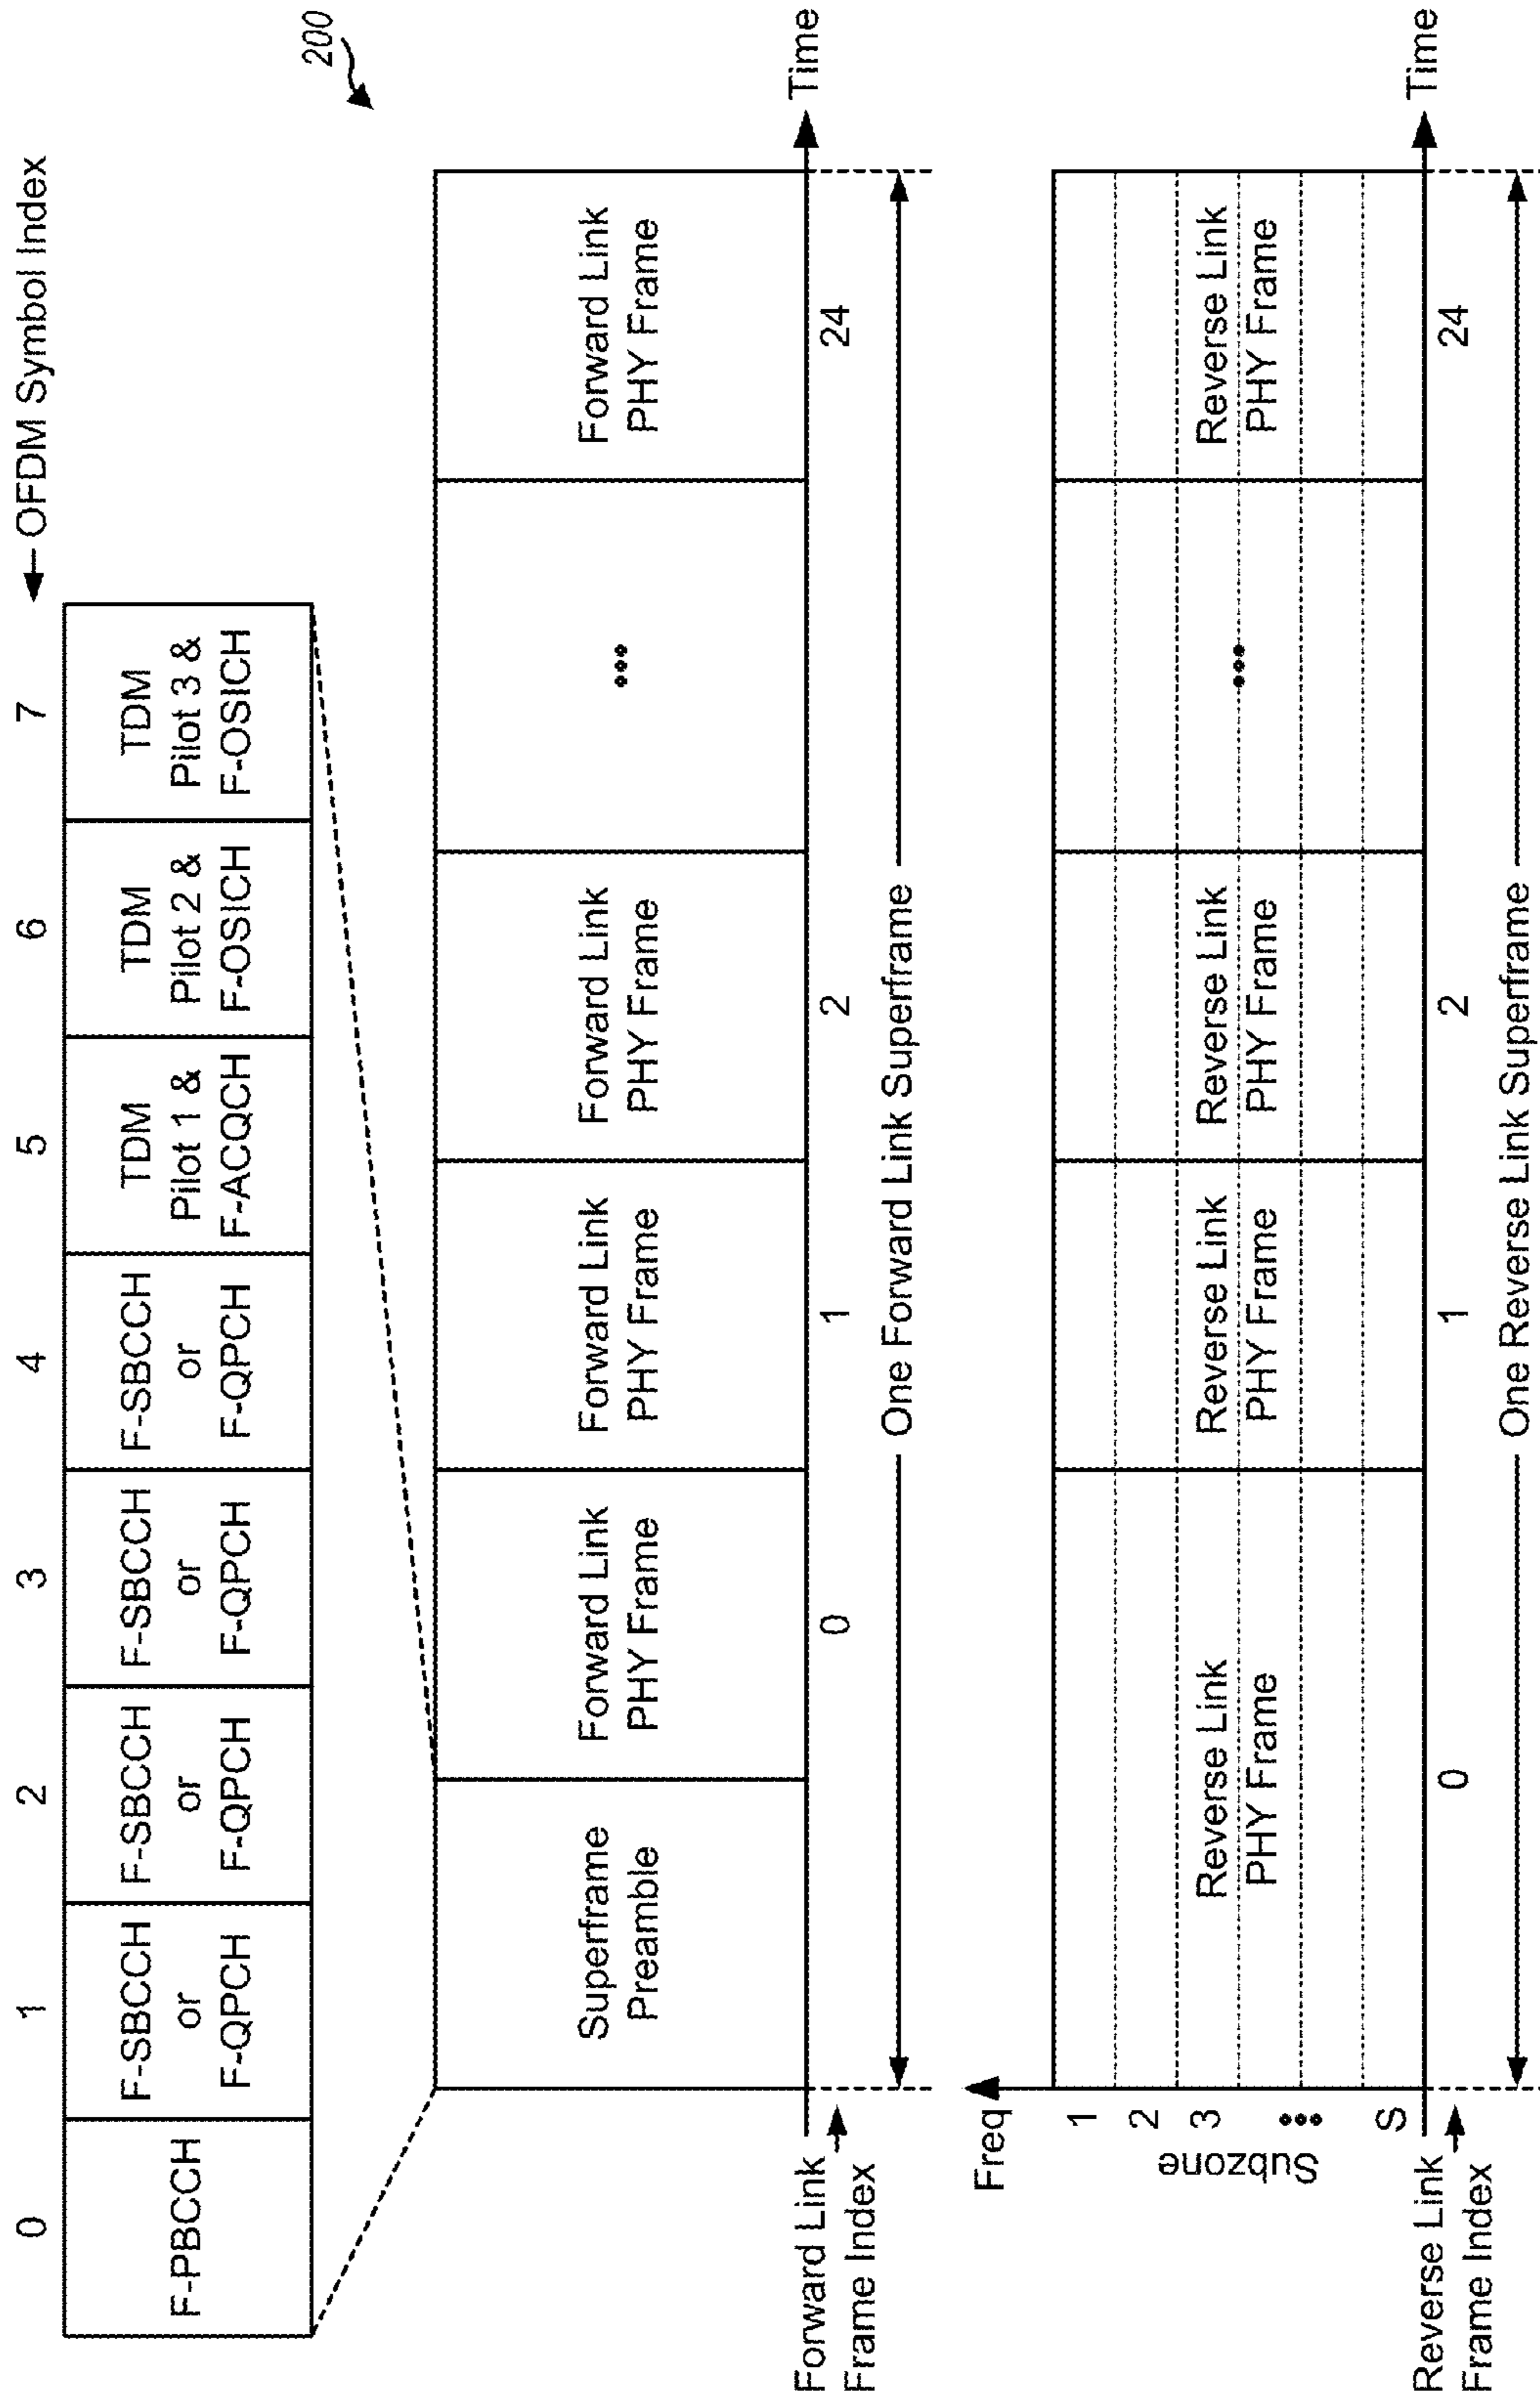 200
0 1 2 3 4 5 6 7 ← OFDM Symbol Index
F-PBCCH
F-SBCCH
or
F-QPCH
F-SBCCH
or
F-QPCH
F-SBCCH
or
F-QPCH
F-SBCCH
or
F-QPCH
TDM
Pilot 1 &
F-ACQCH
TDM
Pilot 2 &
F-OSICH
TDM
Pilot 3 &
F-OSICH
Superframe
Preamble
Forward Link
PHY Frame
Forward Link
PHY Frame
Forward Link
PHY Frame
•••
Forward Link
PHY Frame
Time
Forward Link
Frame Index
0 1 2 24
One Forward Link Superframe
Freq
Subzone
1
2
3
•••
S
Reverse Link
PHY Frame
Reverse Link
PHY Frame
Reverse Link
PHY Frame
•••
Reverse Link
PHY Frame
Time
Reverse Link
Frame Index
0 1 2 24
One Reverse Link Superframe